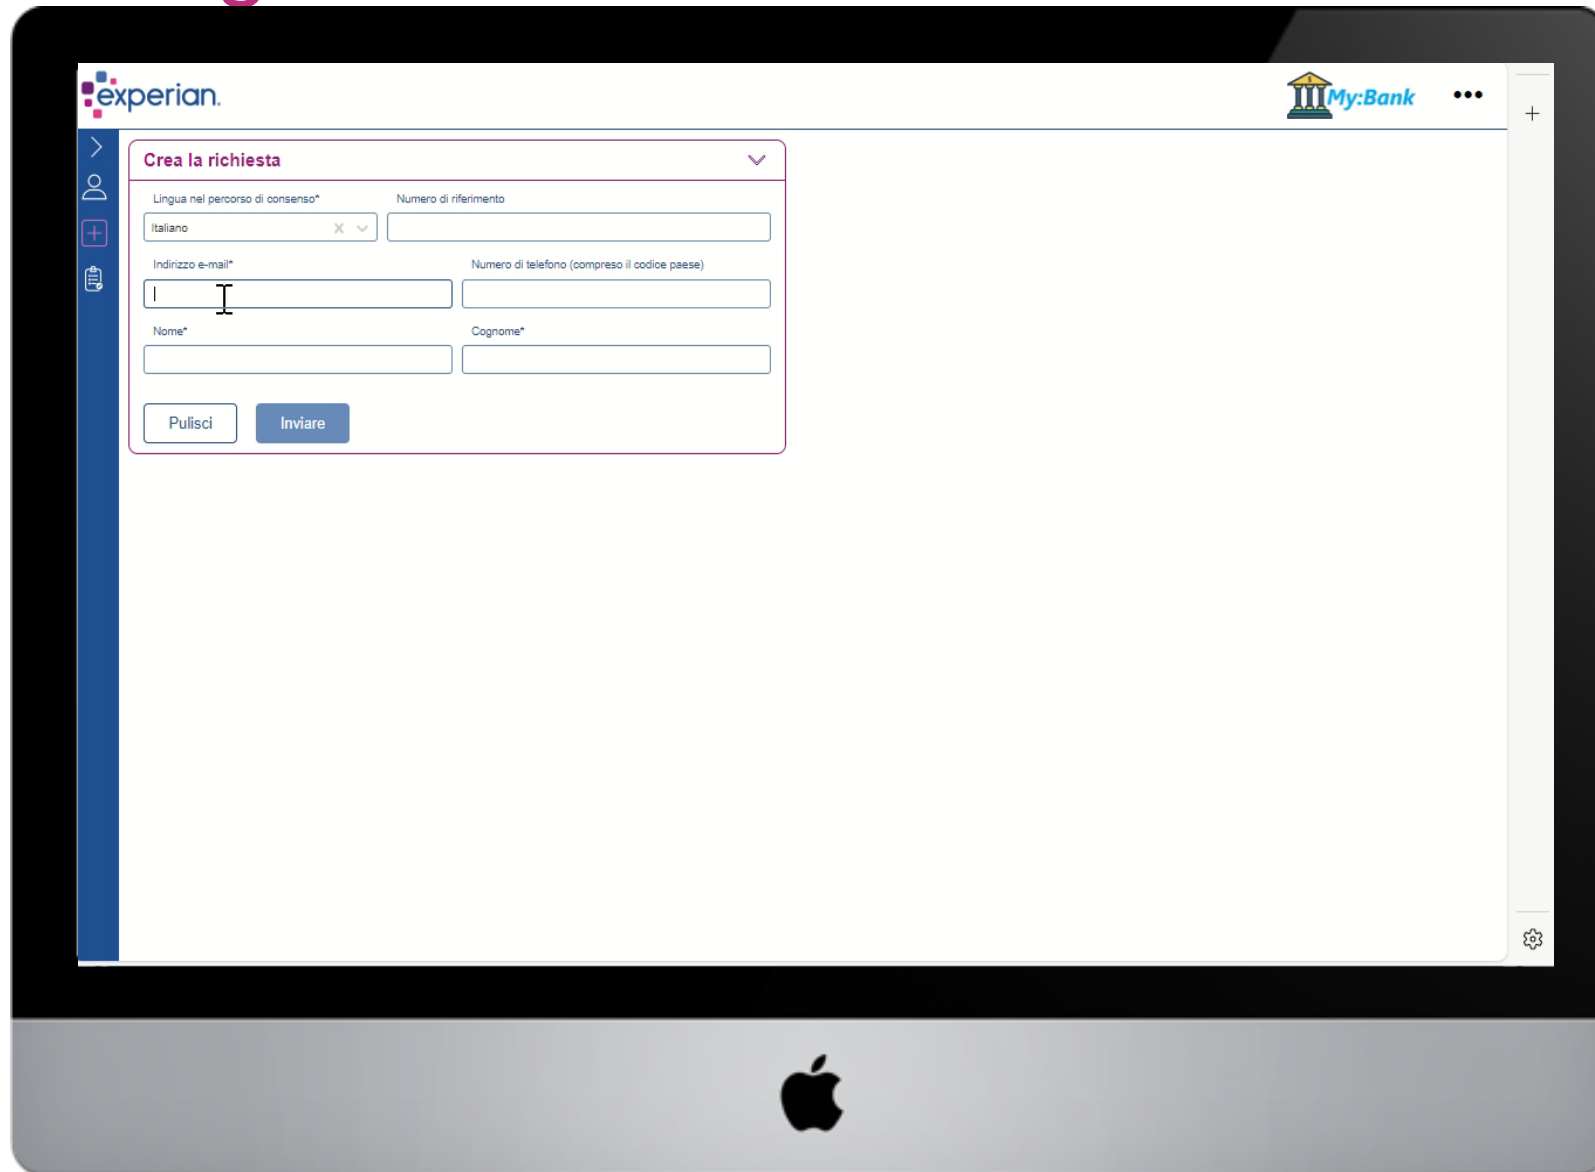 experian.
My:Bank
Crea la richiesta
Lingua nel percorso di consenso* Numero di riferimento
Italiano
Indirizzo e-mail* Numero di telefono (compreso il codice paese)
Nome* Cognome*
Pulisci Inviare